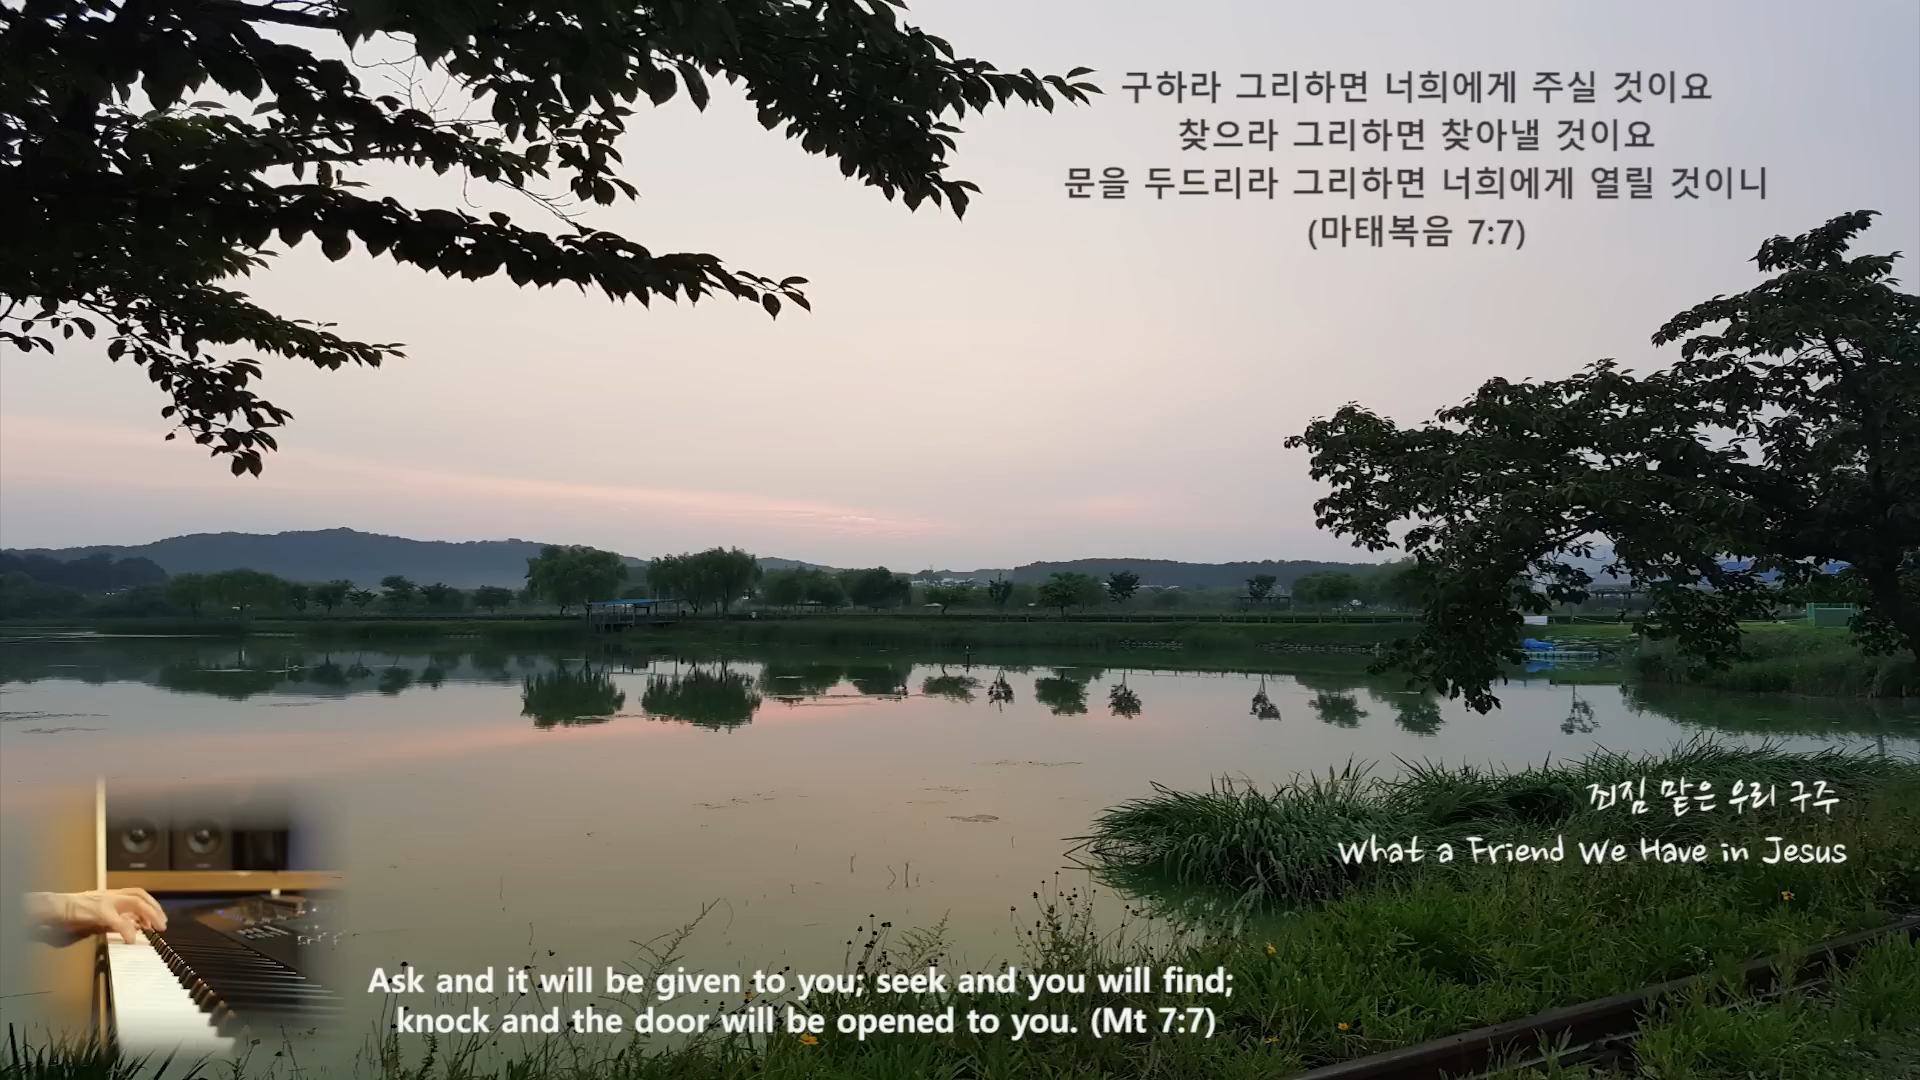 구하라 그리하면 너희에게 주실 것이요
찾으라 그리하면 찾아낼 것이요
문을 두드리라 그리하면 너희에게 열릴 것이니
(마태복음 7:7)
죄짐 맡은 우리 구주
What a Friend We Have in Jesus
Ask and it will be given to you; seek and you will find;
knock and the door will be opened to you. (Mt 7:7)